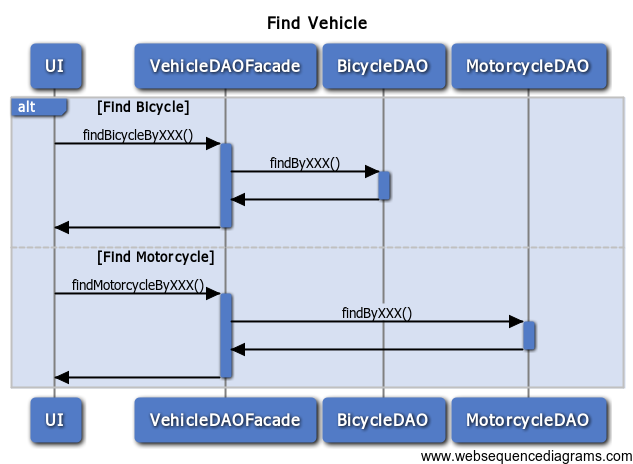 Find Vehicle
UI VehicleDAOFacade BicycleDAO MotorcycleDAO
alt [Find Bicycle]
findBicycleByXXX()
findByXXX()
[Find Motorcycle]
findMotorcycleByXXX()
findByXXX()
UI VehicleDAOFacade BicycleDAO MotorcycleDAO
www.websequencediagrams.com